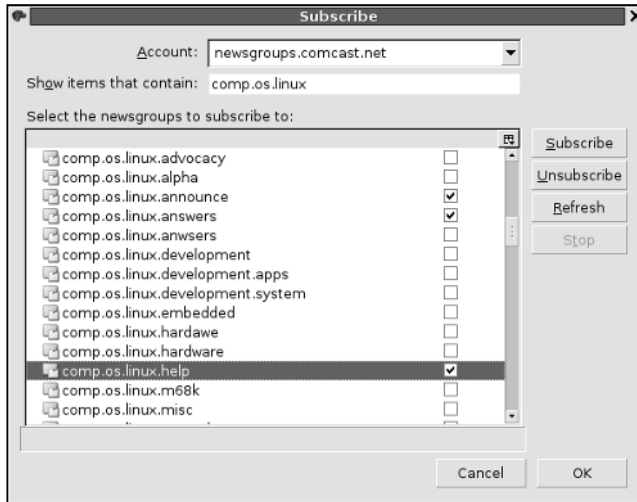 Subscribe
Account: newsgroups.comcast.net
Show items that contain: comp.os.linux
Select the newsgroups to subscribe to:
comp.os.linux.advocacy
comp.os.linux.alpha
comp.os.linux.announce
comp.os.linux.answers
comp.os.linux.anwsers
comp.os.linux.development
comp.os.linux.development.apps
comp.os.linux.development.system
comp.os.linux.embedded
comp.os.linux.hardawe
comp.os.linux.hardware
comp.os.linux.help
comp.os.linux.m68k
comp.os.linux.misc
Subscribe
Unsubscribe
Refresh
Stop
Cancel
OK